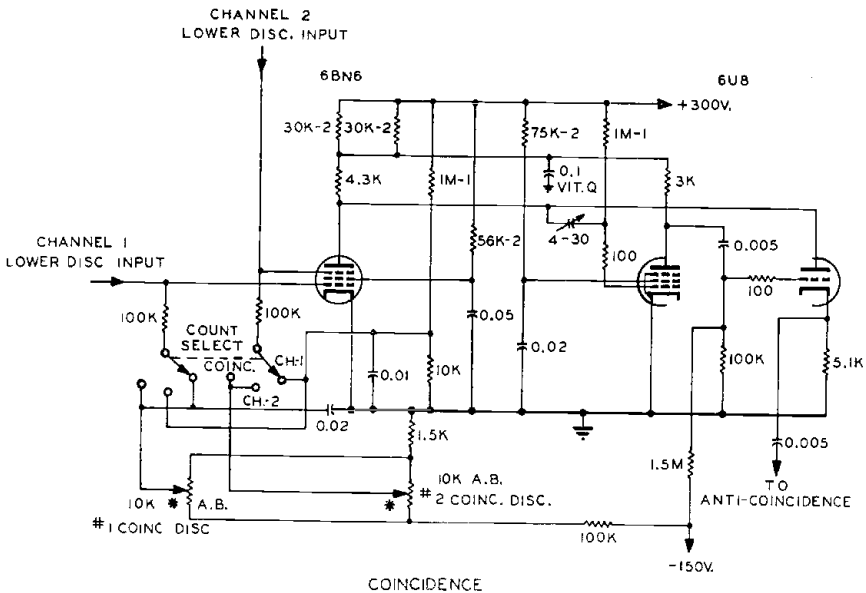 CHANNEL 2
LOWER DISC. INPUT
6BN6
6U8
+300V.
30K-2
30K-2
75K-2
1M-1
1M-1
0.1
VIT. Q
3K
4.3K
CHANNEL 1
LOWER DISC INPUT
56K-2
4-30
100
0.005
100
100K
100K
COUNT
SELECT
COINC.
CH.-1
CH.-2
0.05
0.02
0.01
10K
100K
5.1K
0.02
1.5K
0.005
1.5M
TO
ANTI-COINCIDENCE
10K * A.B.
#1 COINC DISC
10K A.B.
#2 COINC. DISC.
*
100K
-150V.
COINCIDENCE